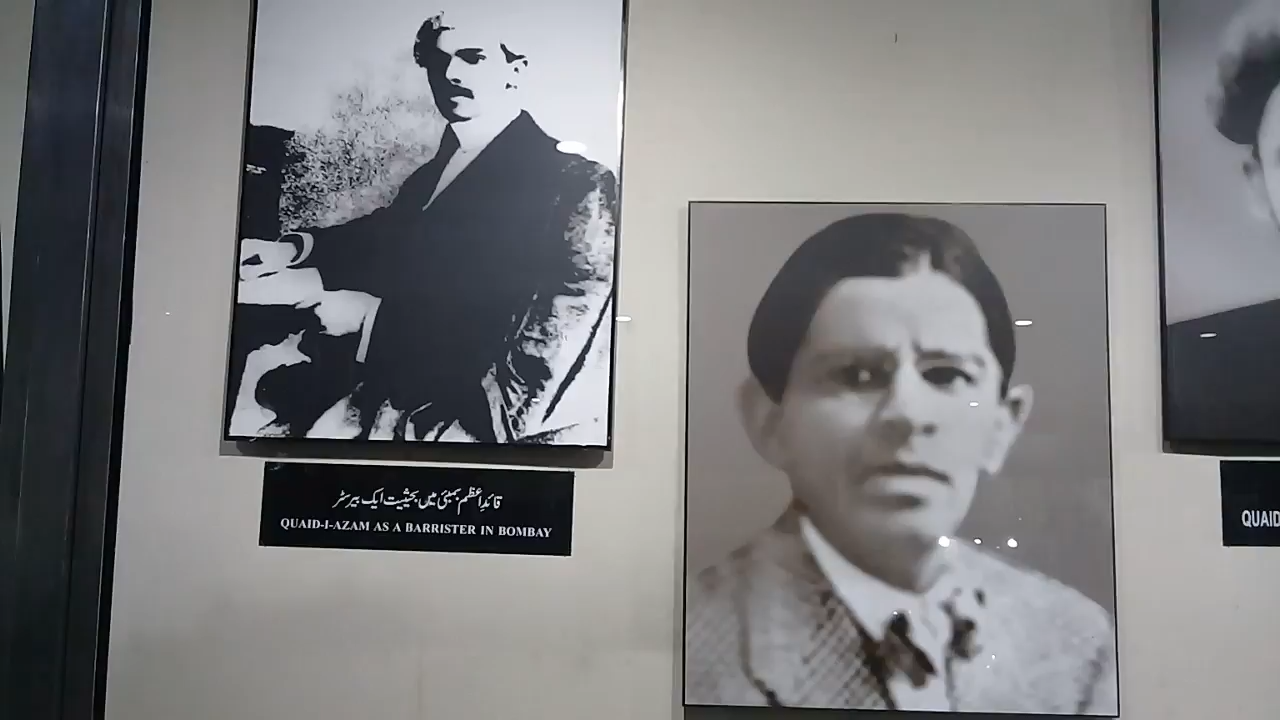 قائدِاعظم بمبئی میں بحیثیت ایک بیرسٹر
QUAID-I-AZAM AS A BARRISTER IN BOMBAY
QUAID